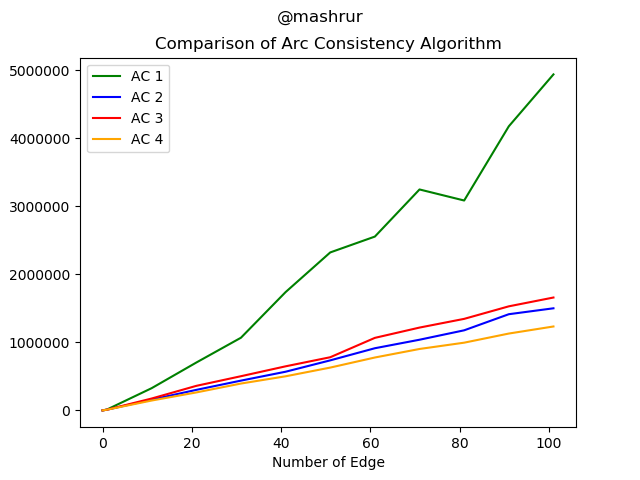 @mashrur
Comparison of Arc Consistency Algorithm
AC 1
AC 2
AC 3
AC 4
5000000
4000000
3000000
2000000
1000000
0
0 20 40 60 80 100
Number of Edge